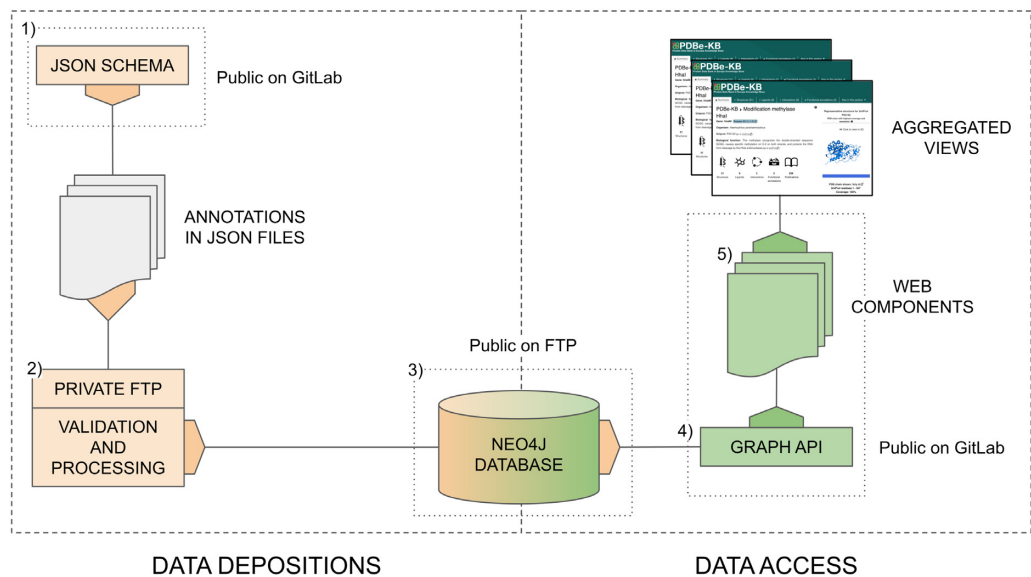 1)
JSON SCHEMA
Public on GitLab
ANNOTATIONS
IN JSON FILES
2)
PRIVATE FTP
VALIDATION
AND
PROCESSING
DATA DEPOSITIONS
Public on FTP
3)
NEO4J
DATABASE
PDBe-KB
PDBe-KB
PDBe-KB
PDBe-KB
Modification methylase
HhaI
AGGREGATED
VIEWS
5)
WEB
COMPONENTS
4)
GRAPH API
Public on GitLab
DATA ACCESS